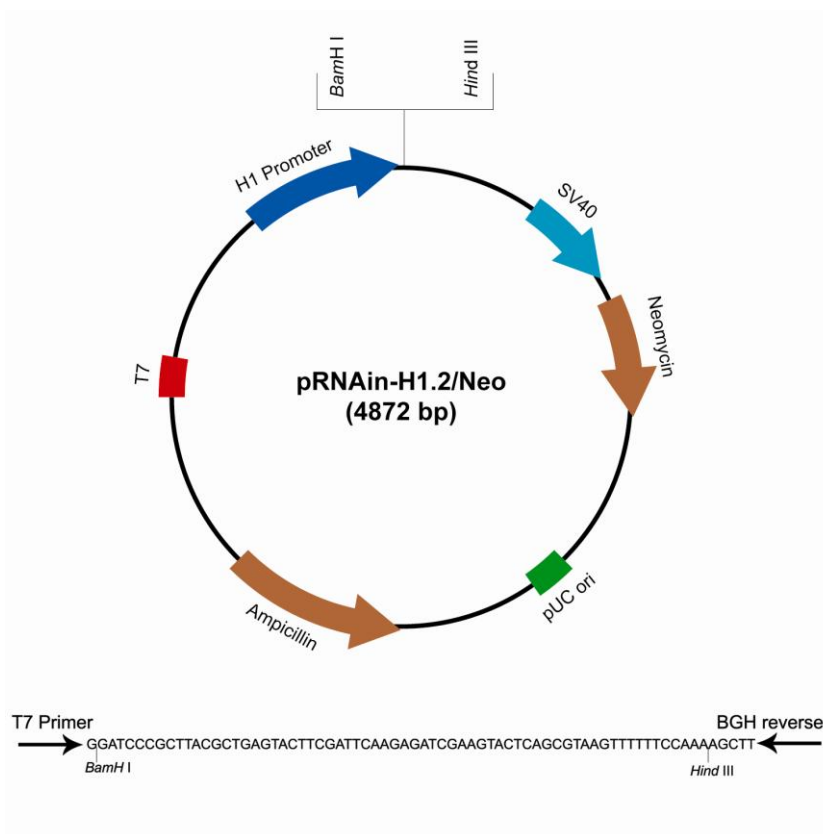 BamH I
Hind III
H1 Promoter
SV40
Neomycin
T7
pRNAin-H1.2/Neo
(4872 bp)
Ampicillin
pUC ori
T7 Primer
BGH reverse
GGATCCCGCTTACGCTGAGTACTTCGATTCAAGAGATCGAAGTACTCAGCGTAAGTTTTTTCCAAAAGCTT
BamH I
Hind III